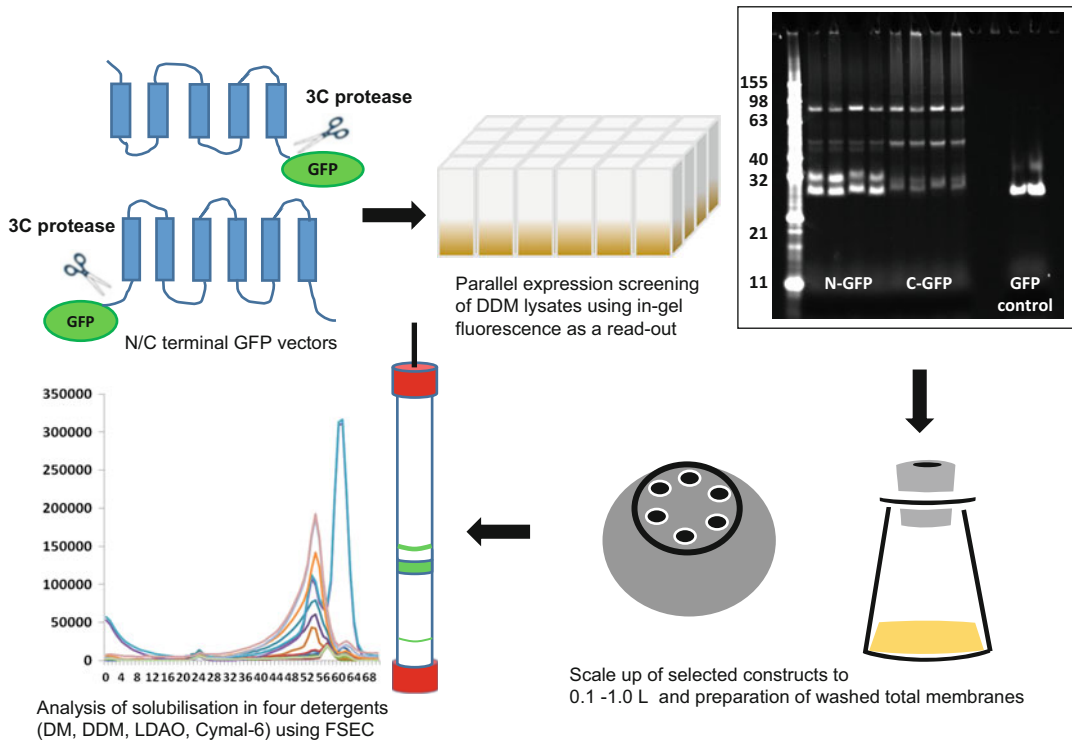 3C protease
GFP
3C protease
GFP
N/C terminal GFP vectors
Parallel expression screening
of DDM lysates using in-gel
fluorescence as a read-out
155
98
63
40
32
21
11
N-GFP
C-GFP
GFP
control
Scale up of selected constructs to
0.1 -1.0 L and preparation of washed total membranes
350000
300000
250000
200000
150000
100000
50000
0
0 4 8 12 16 20 24 28 32 36 40 44 48 52 56 60 64 68
Analysis of solubilisation in four detergents
(DM, DDM, LDAO, Cymal-6) using FSEC